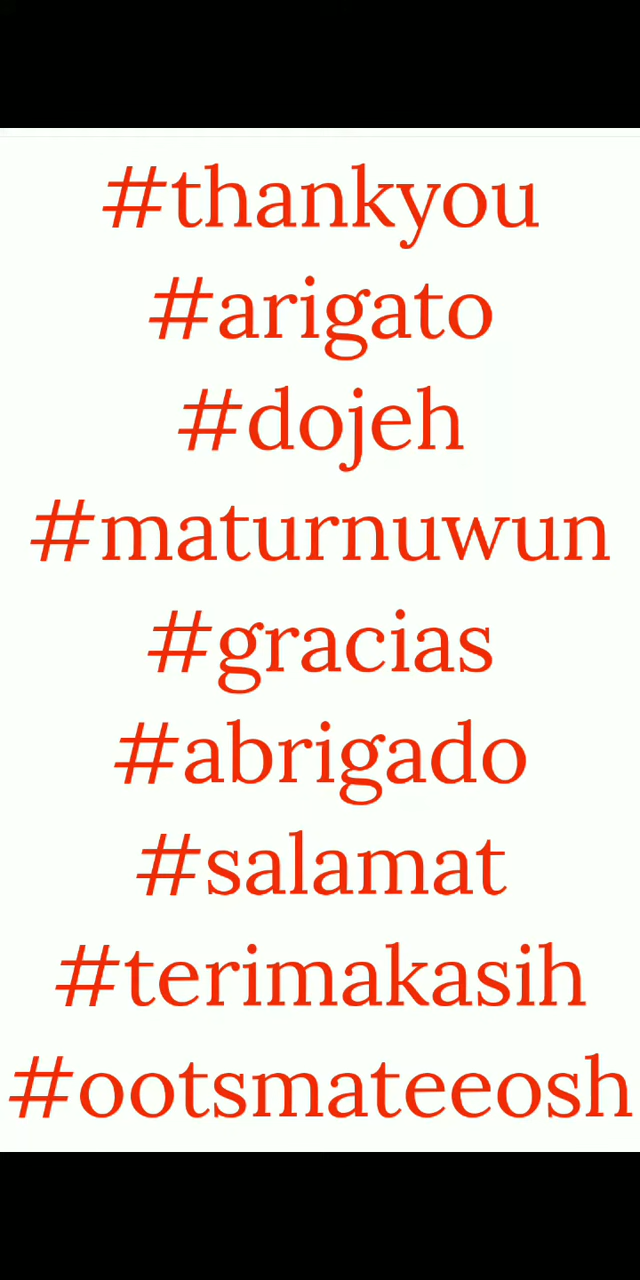 #thankyou
#arigato
#dojeh
#maturnuwun
#gracias
#abrigado
#salamat
#terimakasih
#ootsmateeosh